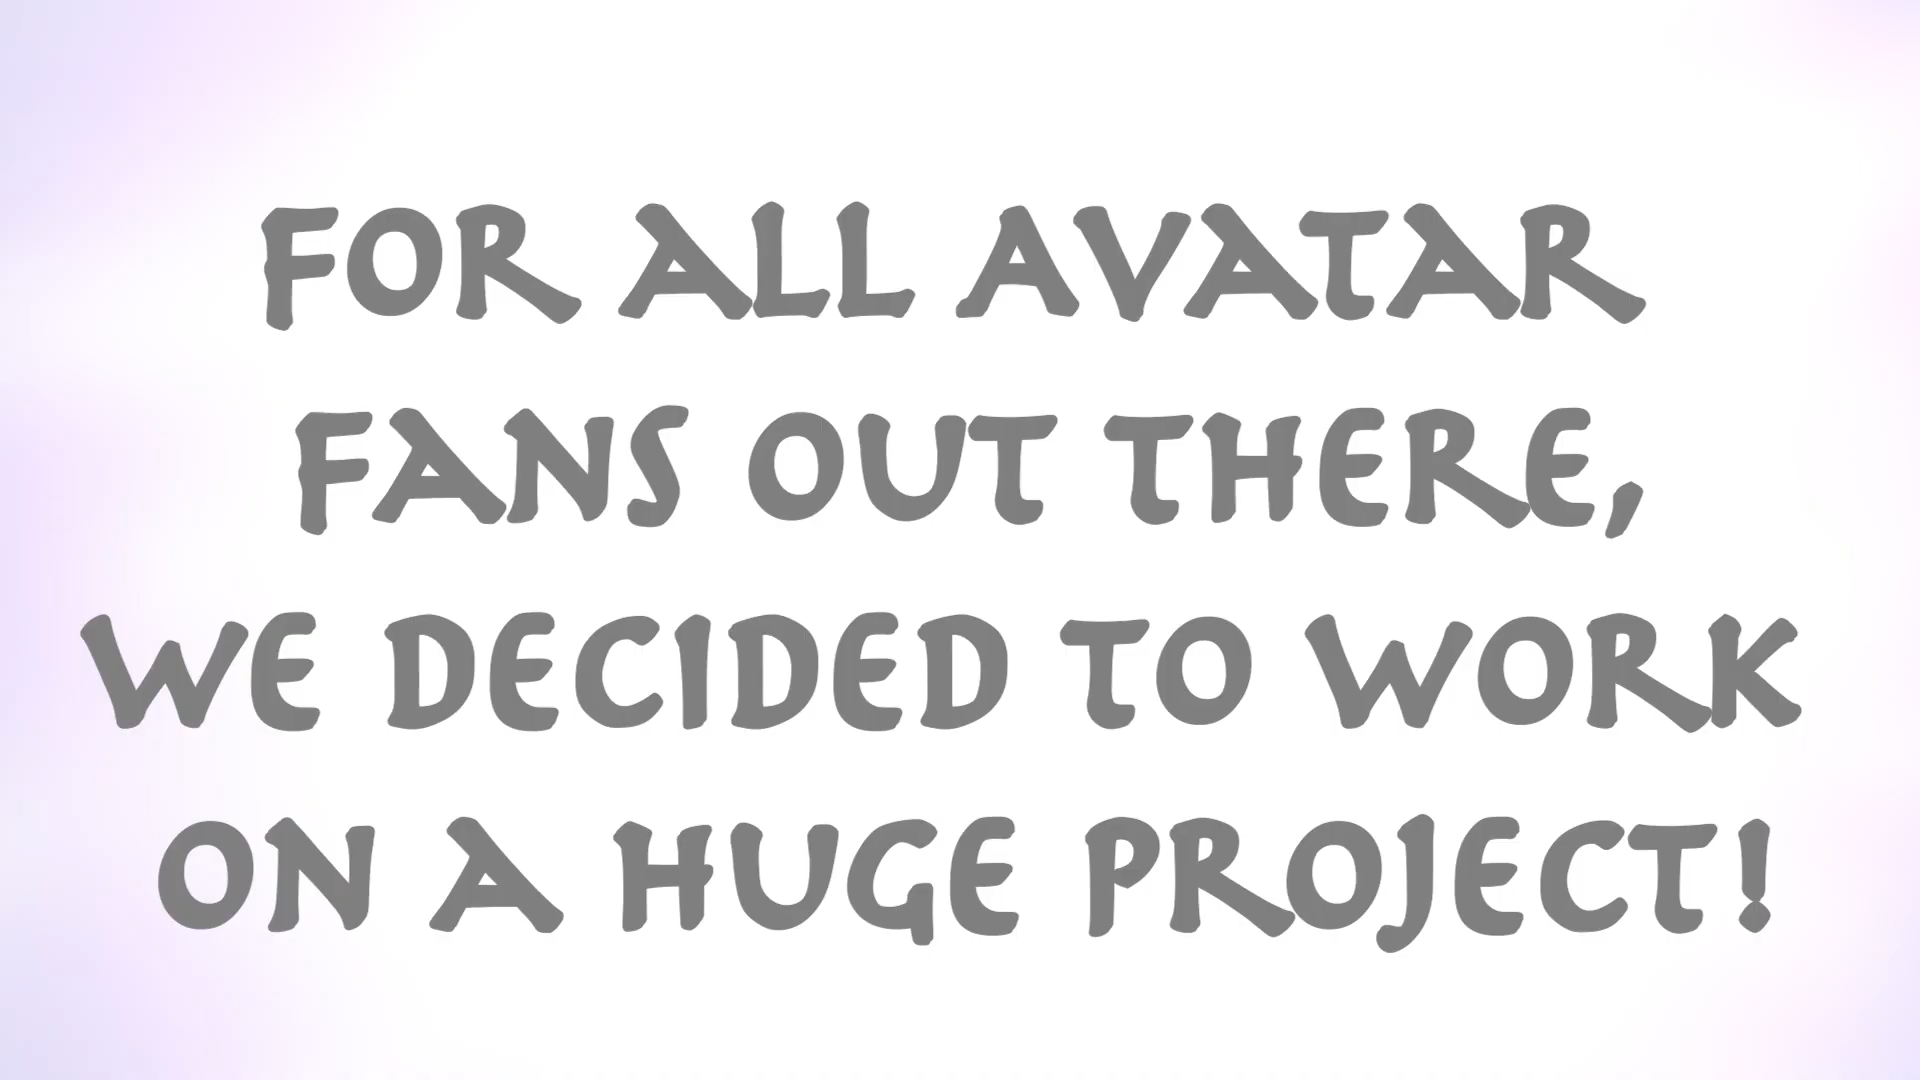 FOR ALL AVATAR
FANS OUT THERE,
WE DECIDED TO WORK
ON A HUGE PROJECT!